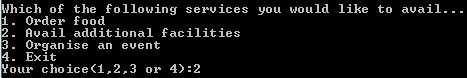 Which of the following services you would like to avail...
1. Order food
2. Avail additional facilities
3. Organise an event
4. Exit
Your choice(1,2,3 or 4):2